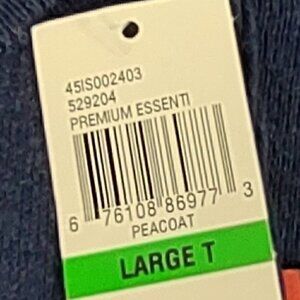 45IS002403
529204
PREMIUM ESSENTI
6 76108 86977 3
PEACOAT
LARGE T